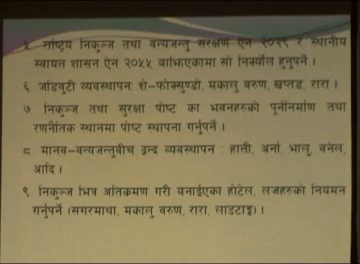 ५ राष्ट्रिय निकुञ्ज तथा वन्यजन्तु संरक्षण ऐन २०२९ र स्थानीय
स्वायत्त शासन ऐन २०५५ बाझिएकामा सो निक्र्यौल हुनुपर्ने ।
६ जडिबुटी व्यवस्थापन शे-फोक्सुण्डो, मकालु वरुण, खप्तड, रारा ।
७ निकुञ्ज तथा सुरक्षा पोष्ट का भवनहरुको पुर्नानिर्माण तथा
रणनैतिक स्थानमा पोष्ट स्थापना गर्नुपर्ने ।
८ मानव-वन्यजन्तुवीच द्वन्द व्यवस्थापन : हात्ती, अर्ना, भालु, वनेल,
आदि ।
९ निकुञ्ज भित्र अतिक्रमण गरी बनाईएका होटेल, लजहरुको नियमन
गर्नुपर्ने (सगरमाथा, मकालु वरुण, रारा, लाङटाङ्ग) ।